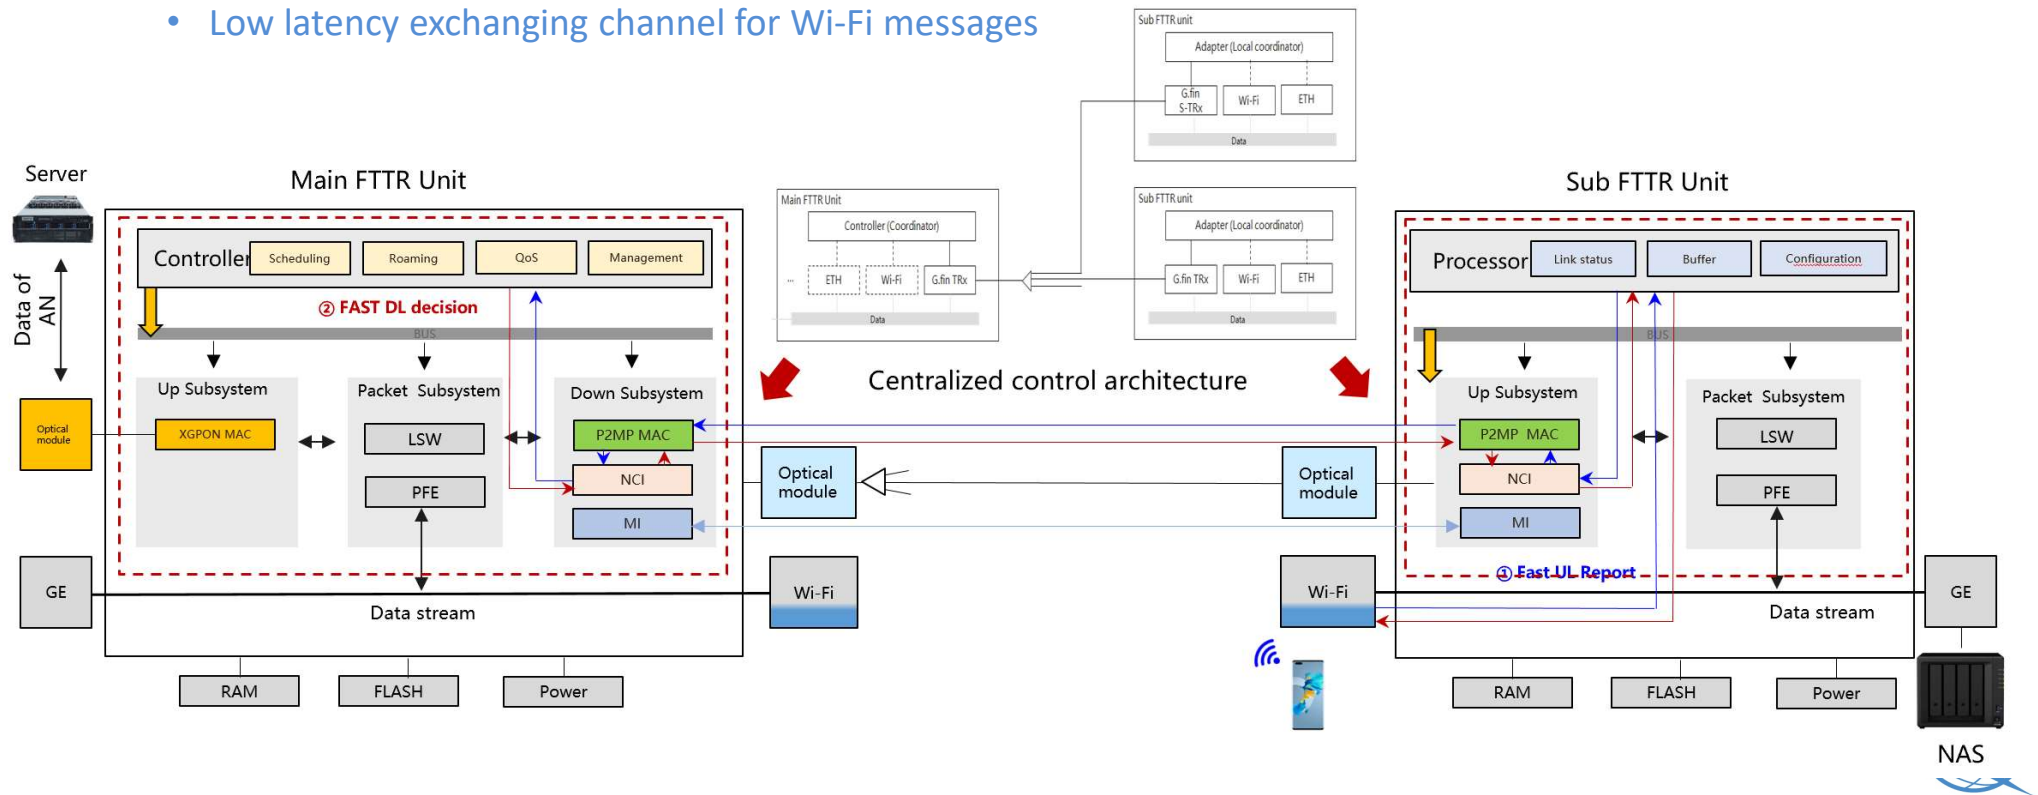 • Low latency exchanging channel for Wi-Fi messages
Sub FTTR unit
Adapter (Local coordinator)
G.fin
S-TRx
Wi-Fi
ETH
Data
Main FTTR Unit
Controller (Coordinator)
...
ETH
Wi-Fi
G.fin TRx
Data
Sub FTTR unit
Adapter (Local coordinator)
G.fin TRx
Wi-Fi
ETH
Data
Centralized control architecture
Server
Data of
AN
Optical
module
GE
Main FTTR Unit
Controller
Scheduling
Roaming
QoS
Management
② FAST DL decision
BUS
Up Subsystem
XGPON MAC
Packet Subsystem
LSW
PFE
Down Subsystem
P2MP MAC
NCI
MI
Data stream
RAM
FLASH
Power
Optical
module
Wi-Fi
Optical
module
Wi-Fi
Sub FTTR Unit
Processor
Link status
Buffer
Configuration
BUS
Up Subsystem
P2MP MAC
NCI
MI
Packet Subsystem
LSW
PFE
① Fast UL Report
Data stream
RAM
FLASH
Power
GE
NAS